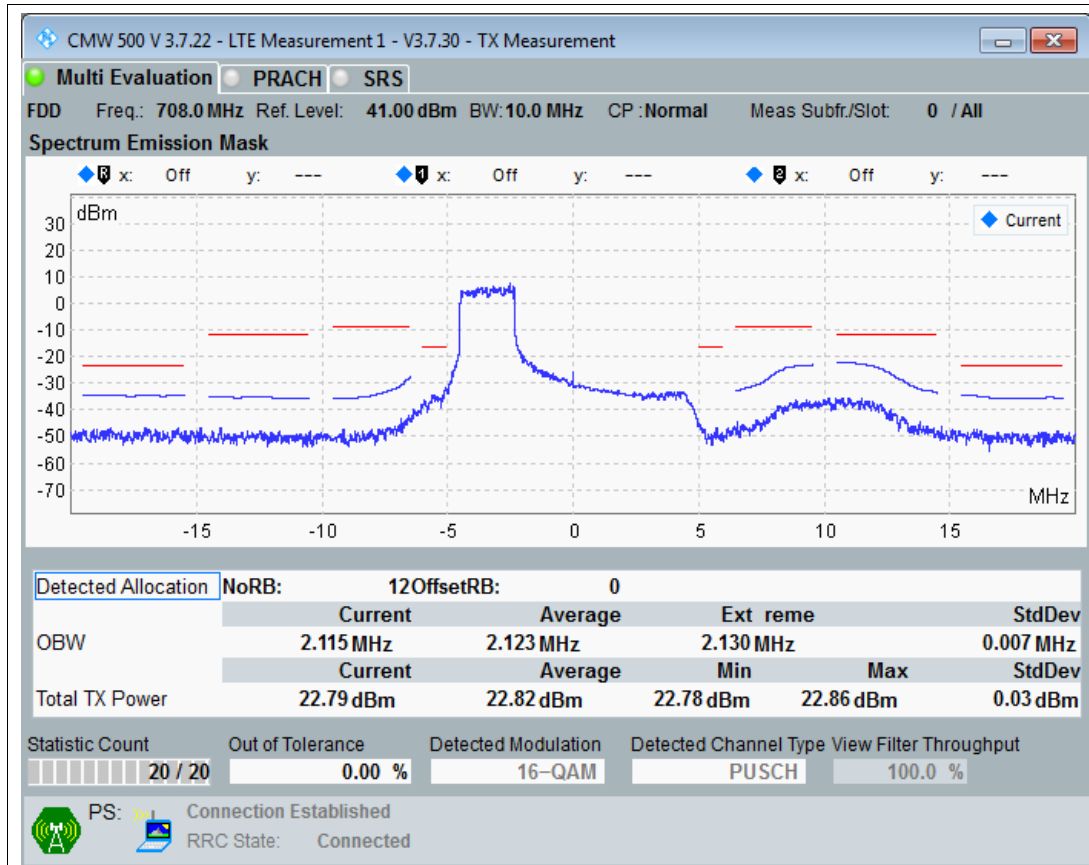 CMW 500 V 3.7.22 - LTE Measurement 1 - V3.7.30 - TX Measurement
Multi Evaluation PRACH SRS
FDD Freq.: 708.0 MHz Ref. Level: 41.00 dBm BW: 10.0 MHz CP : Normal Meas Subfr./Slot: 0 / All
Spectrum Emission Mask
R x: Off y: --- 1 x: Off y: --- 2 x: Off y: ---
dBm
Current
30
20
10
0
-10
-20
-30
-40
-50
-60
-70
MHz
-15 -10 -5 0 5 10 15
Detected Allocation NoRB: 12 OffsetRB: 0
Current Average Ext reme StdDev
OBW 2.115 MHz 2.123 MHz 2.130 MHz 0.007 MHz
Current Average Min Max StdDev
Total TX Power 22.79 dBm 22.82 dBm 22.78 dBm 22.86 dBm 0.03 dBm
Statistic Count Out of Tolerance Detected Modulation Detected Channel Type View Filter Throughput
20 / 20 0.00 % 16-QAM PUSCH 100.0 %
PS: Connection Established
RRC State: Connected